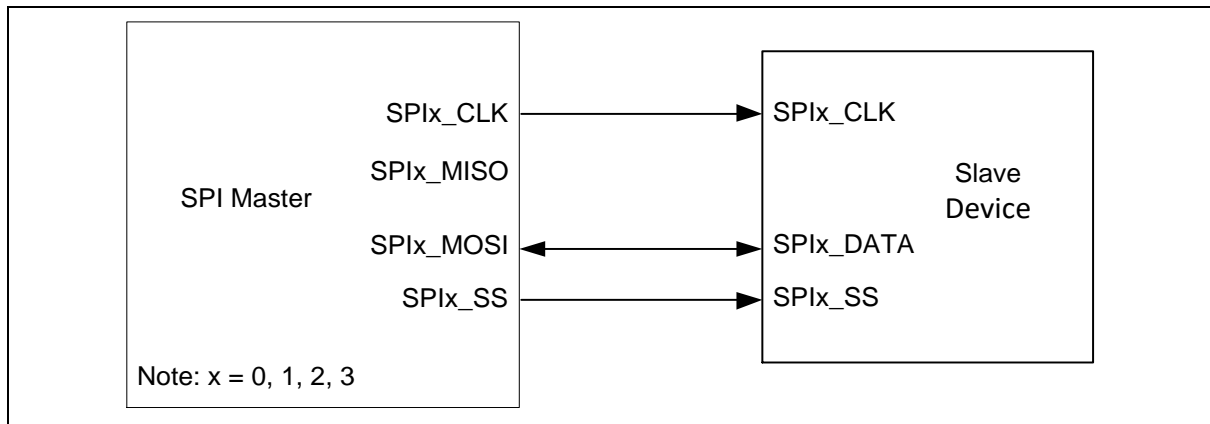 SPIx_CLK
SPIx_MISO
SPI Master
SPIx_MOSI
SPIx_SS
Note: x = 0, 1, 2, 3
SPIx_CLK
Slave
Device
SPIx_DATA
SPIx_SS